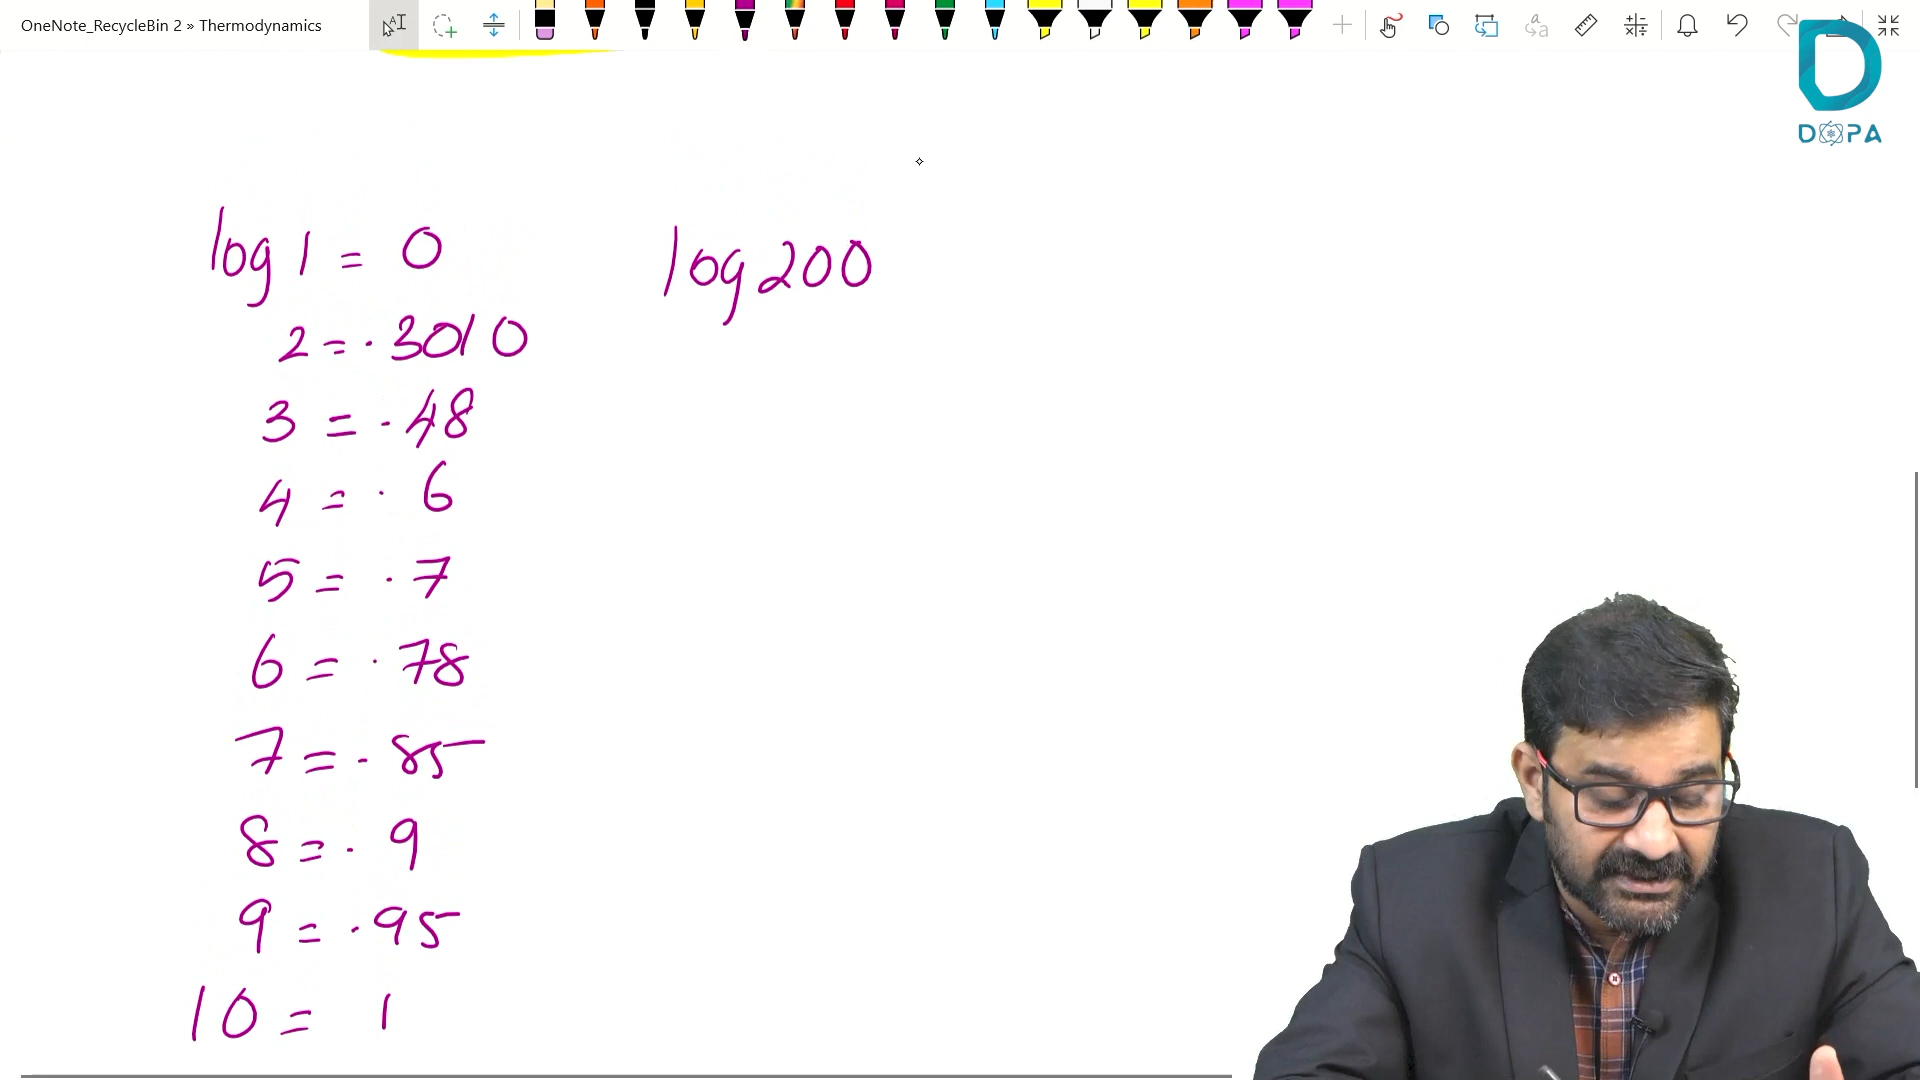 OneNote_RecycleBin 2 » Thermodynamics
DOPA
log 1 = 0
log 200
2 = .3010
3 = .48
4 = .6
5 = .7
6 = .78
7 = .85
8 = .9
9 = .95
10 = 1